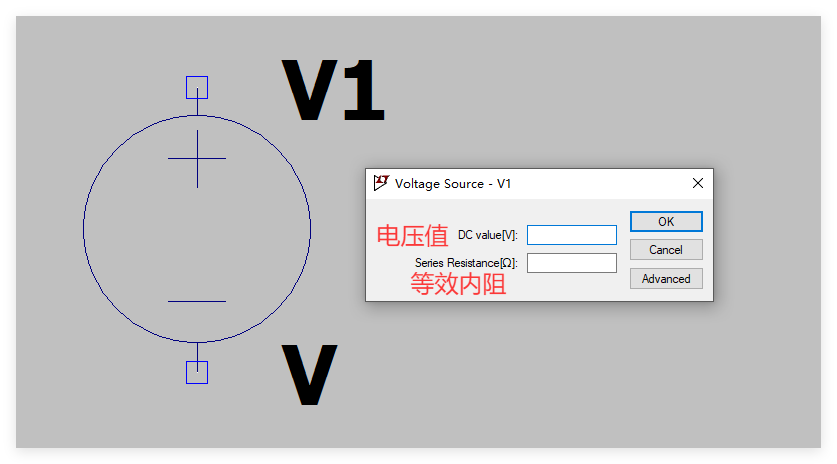 V1
Voltage Source - V1
电压值 DC value[V]:
OK
Series Resistance[Ω]:
Cancel
等效内阻
Advanced
V